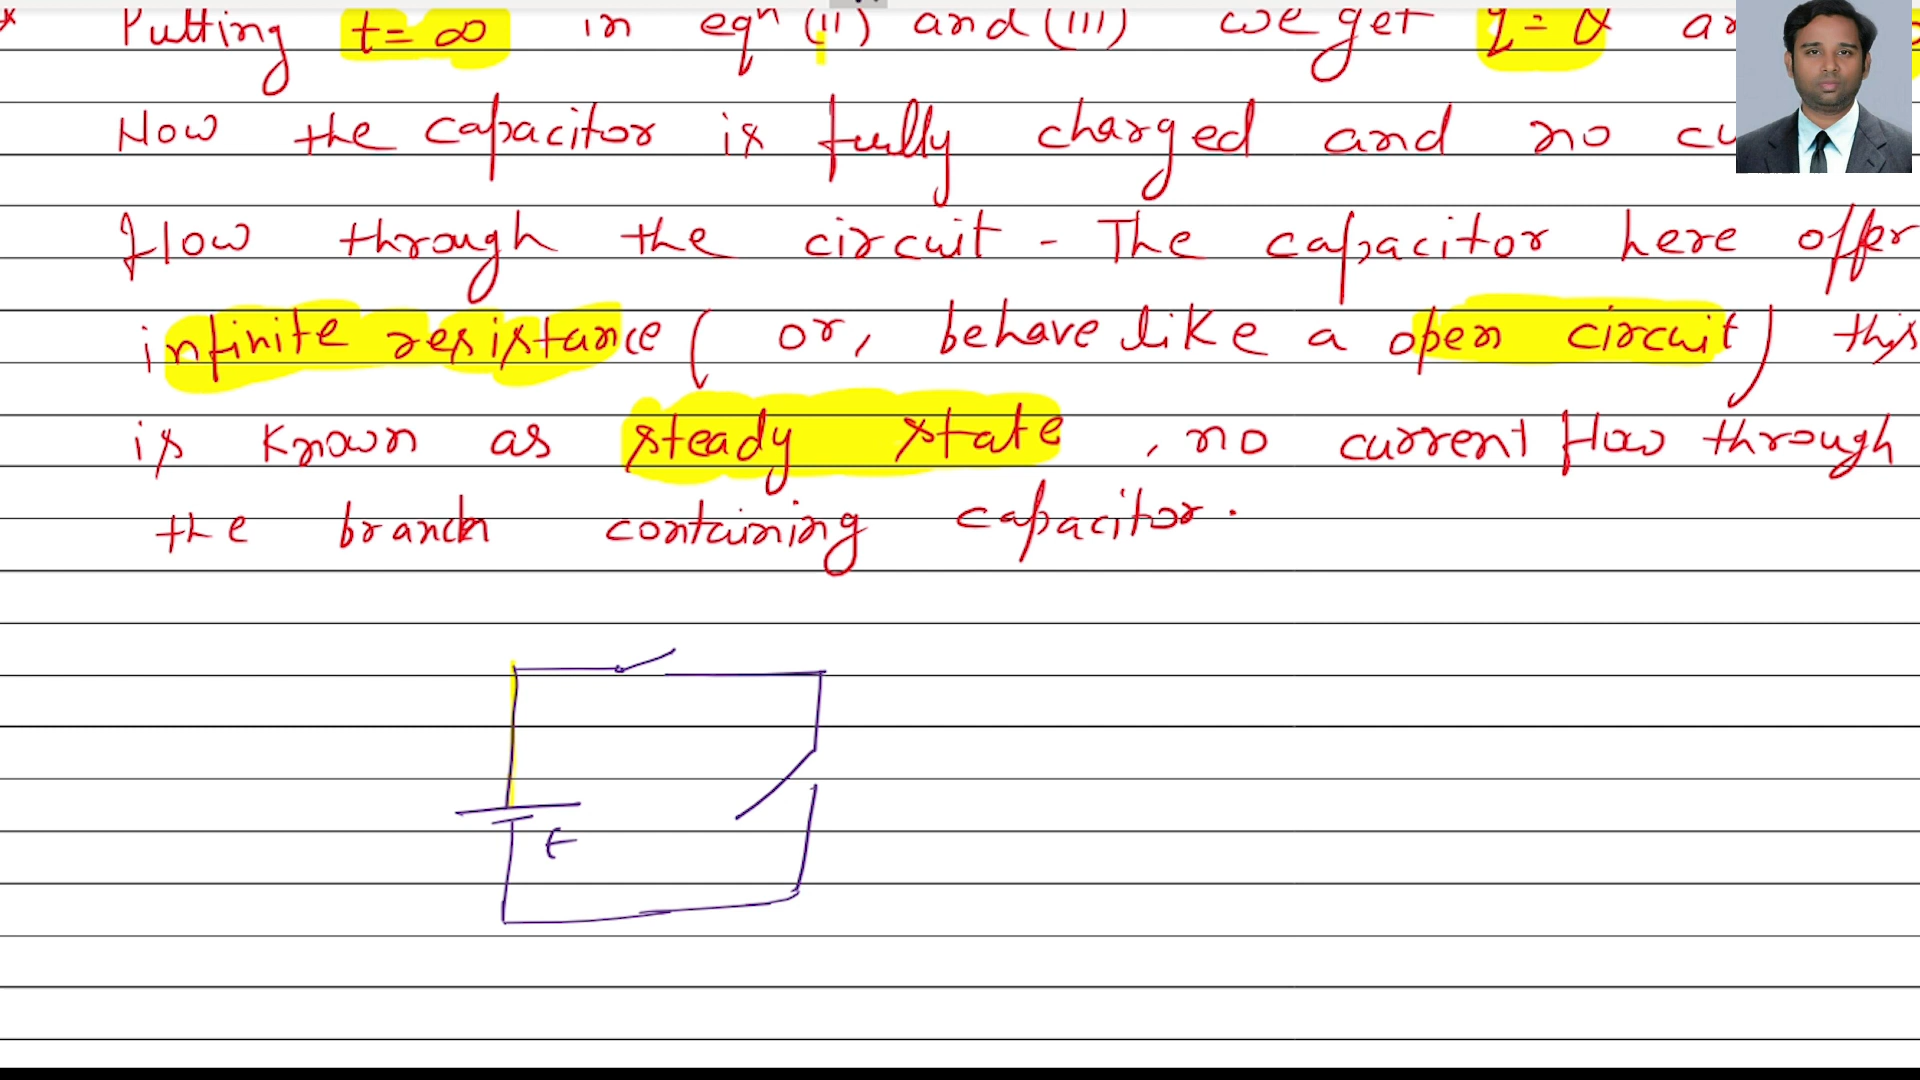 Putting t = ∞ in eqn (ii) and (iii) we get q = Q
Now the capacitor is fully charged and no
flow through the circuit - The capacitor here offer
infinite resistance ( or, behave like a open circuit ) this
is known as steady state , no current flow through
the branch containing capacitor .
E